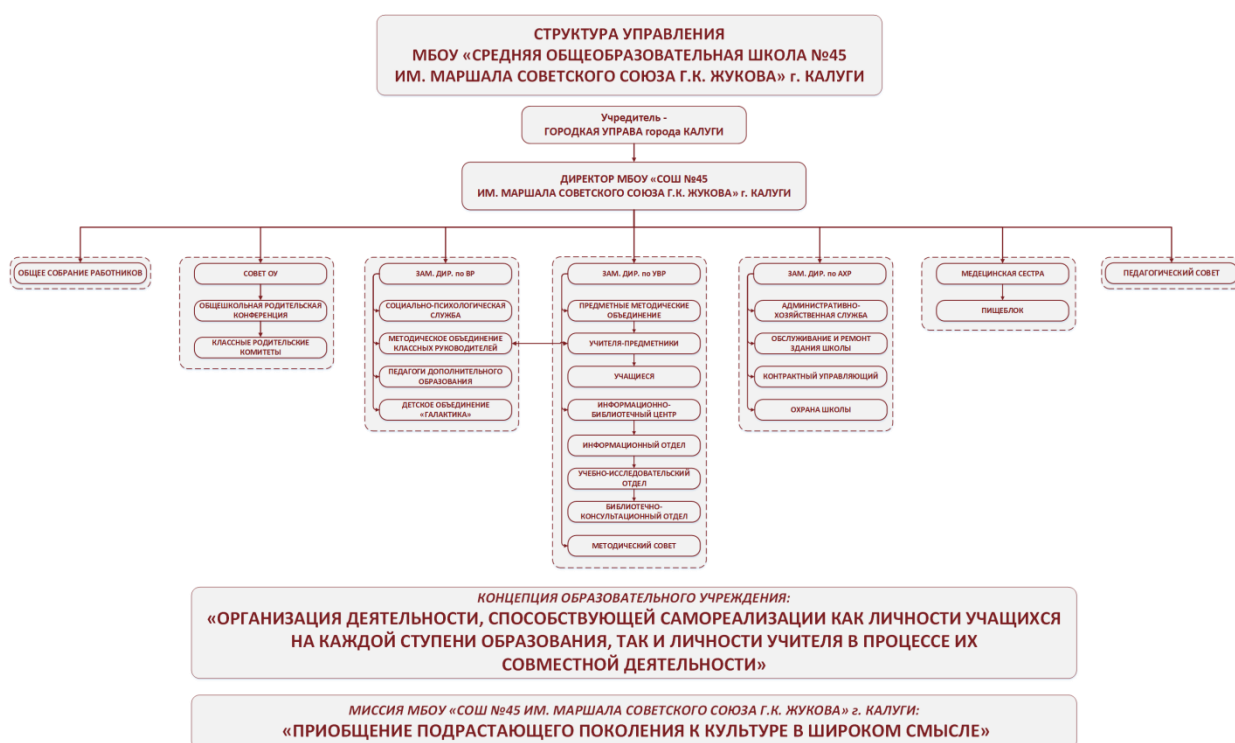 СТРУКТУРА УПРАВЛЕНИЯ
МБОУ «СРЕДНЯЯ ОБЩЕОБРАЗОВАТЕЛЬНАЯ ШКОЛА №45
ИМ. МАРШАЛА СОВЕТСКОГО СОЮЗА Г.К. ЖУКОВА» г. КАЛУГИ
Учредитель -
ГОРОДКАЯ УПРАВА города КАЛУГИ
ДИРЕКТОР МБОУ «СОШ №45
ИМ. МАРШАЛА СОВЕТСКОГО СОЮЗА Г.К. ЖУКОВА» г. КАЛУГИ
ОБЩЕЕ СОБРАНИЕ РАБОТНИКОВ
СОВЕТ ОУ
ОБЩЕШКОЛЬНАЯ РОДИТЕЛЬСКАЯ
КОНФЕРЕНЦИЯ
КЛАССНЫЕ РОДИТЕЛЬСКИЕ
КОМИТЕТЫ
ЗАМ. ДИР. по ВР
СОЦИАЛЬНО-ПСИХОЛОГИЧЕСКАЯ
СЛУЖБА
МЕТОДИЧЕСКОЕ ОБЪЕДИНЕНИЕ
КЛАССНЫХ РУКОВОДИТЕЛЕЙ
ПЕДАГОГИ ДОПОЛНИТЕЛЬНОГО
ОБРАЗОВАНИЯ
ДЕТСКОЕ ОБЪЕДИНЕНИЕ
«ГАЛАКТИКА»
ЗАМ. ДИР. по УВР
ПРЕДМЕТНЫЕ МЕТОДИЧЕСКИЕ
ОБЪЕДИНЕНИЕ
УЧИТЕЛЯ-ПРЕДМЕТНИКИ
УЧАЩИЕСЯ
ИНФОРМАЦИОННО-
БИБЛИОТЕЧНЫЙ ЦЕНТР
ИНФОРМАЦИОННЫЙ ОТДЕЛ
УЧЕБНО-ИССЛЕДОВАТЕЛЬСКИЙ
ОТДЕЛ
БИБЛИОТЕЧНО-
КОНСУЛЬТАЦИОННЫЙ ОТДЕЛ
МЕТОДИЧЕСКИЙ СОВЕТ
ЗАМ. ДИР. по АХР
АДМИНИСТРАТИВНО-
ХОЗЯЙСТВЕННАЯ СЛУЖБА
ОБСЛУЖИВАНИЕ И РЕМОНТ
ЗДАНИЯ ШКОЛЫ
КОНТРАКТНЫЙ УПРАВЛЯЮЩИЙ
ОХРАНА ШКОЛЫ
МЕДЕЦИНСКАЯ СЕСТРА
ПИЩЕБЛОК
ПЕДАГОГИЧЕСКИЙ СОВЕТ
КОНЦЕПЦИЯ ОБРАЗОВАТЕЛЬНОГО УЧРЕЖДЕНИЯ:
«ОРГАНИЗАЦИЯ ДЕЯТЕЛЬНОСТИ, СПОСОБСТВУЮЩЕЙ САМОРЕАЛИЗАЦИИ КАК ЛИЧНОСТИ УЧАЩИХСЯ
НА КАЖДОЙ СТУПЕНИ ОБРАЗОВАНИЯ, ТАК И ЛИЧНОСТИ УЧИТЕЛЯ В ПРОЦЕССЕ ИХ
СОВМЕСТНОЙ ДЕЯТЕЛЬНОСТИ»
МИССИЯ МБОУ «СОШ №45 ИМ. МАРШАЛА СОВЕТСКОГО СОЮЗА Г.К. ЖУКОВА» г. КАЛУГИ:
«ПРИОБЩЕНИЕ ПОДРАСТАЮЩЕГО ПОКОЛЕНИЯ К КУЛЬТУРЕ В ШИРОКОМ СМЫСЛЕ»